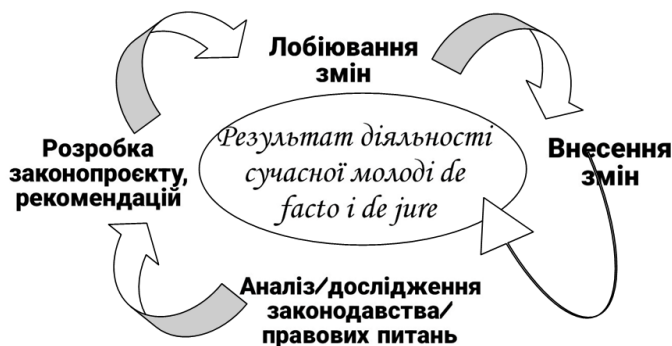 Лобіювання
змін
Розробка
законопроєкту,
рекомендацій
Результат діяльності
сучасної молоді de
facto і de jure
Внесення
змін
Аналіз/дослідження
законодавства/
правових питань